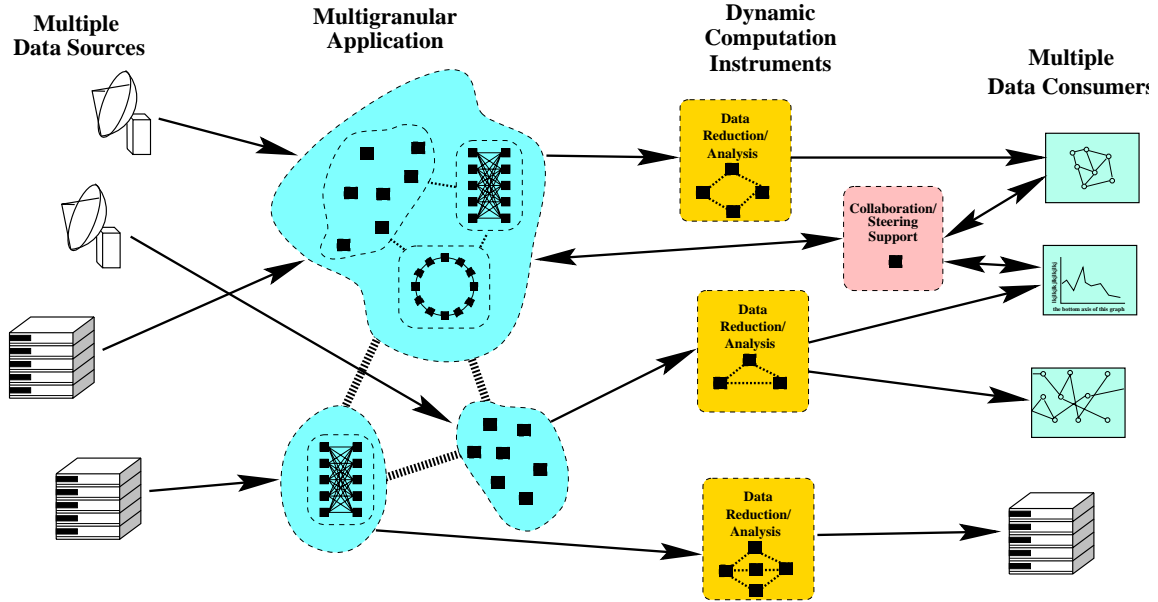 Multiple
Data Sources
Multigranular
Application
Dynamic
Computation
Instruments
Multiple
Data Consumers
Data
Reduction/
Analysis
Collaboration/
Steering
Support
the bottom axis of this graph
Data
Reduction/
Analysis
Data
Reduction/
Analysis